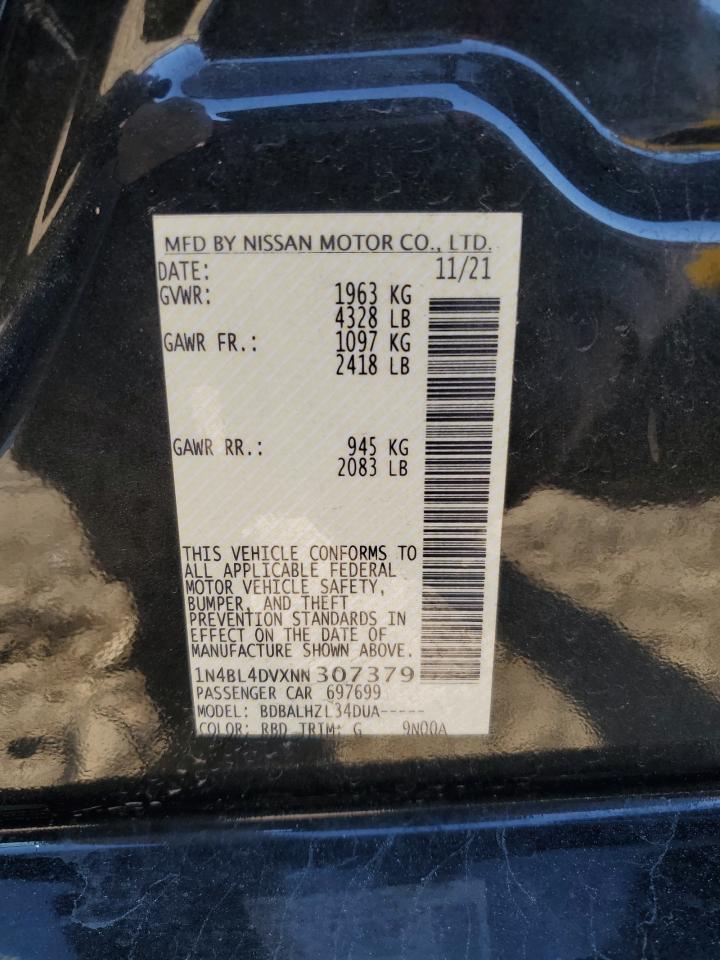 MFD BY NISSAN MOTOR CO., LTD.
DATE: 11/21
GVWR: 1963 KG
4328 LB
GAWR FR.: 1097 KG
2418 LB
GAWR RR.: 945 KG
2083 LB
THIS VEHICLE CONFORMS TO
ALL APPLICABLE FEDERAL
MOTOR VEHICLE SAFETY,
BUMPER, AND THEFT
PREVENTION STANDARDS IN
EFFECT ON THE DATE OF
MANUFACTURE SHOWN ABOVE.
1N4BL4DVXNN307379
PASSENGER CAR 697699
MODEL: BDBALHZL34DUA-----
COLOR: RBD TRIM: G 9N00A